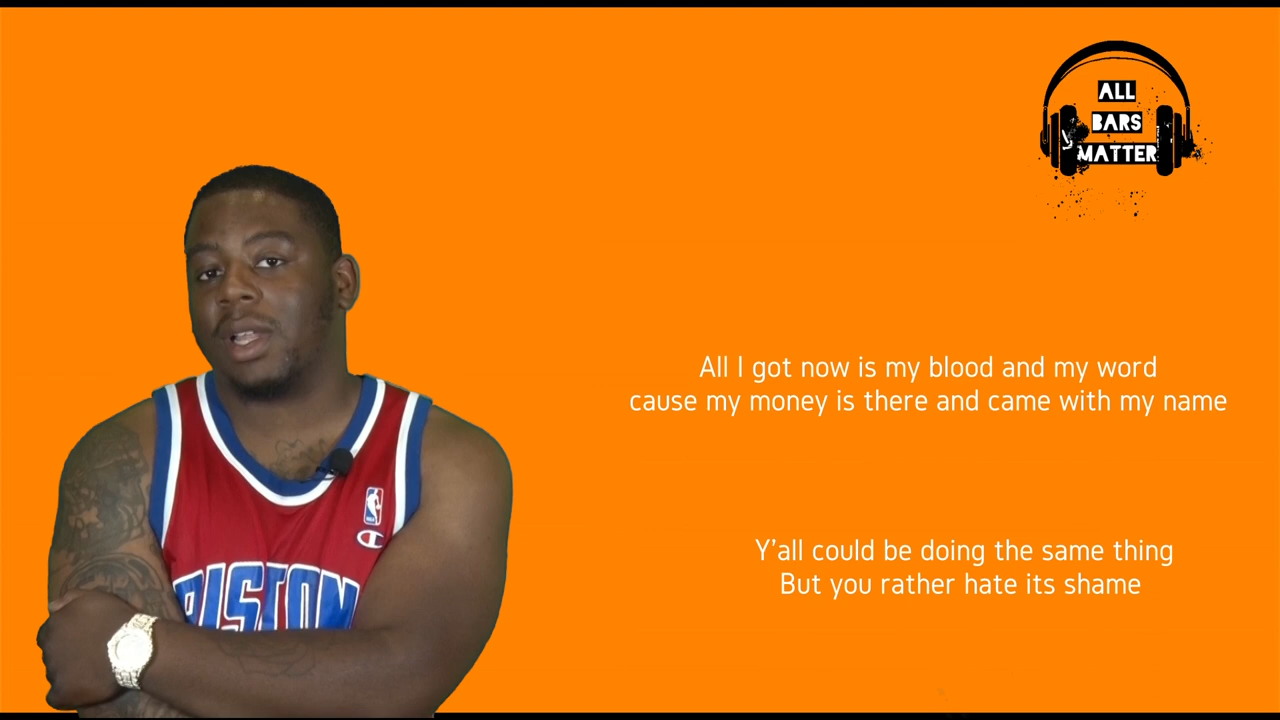 ALL
BARS
MATTER
All I got now is my blood and my word
cause my money is there and came with my name
Y'all could be doing the same thing
But you rather hate its shame
PISTON